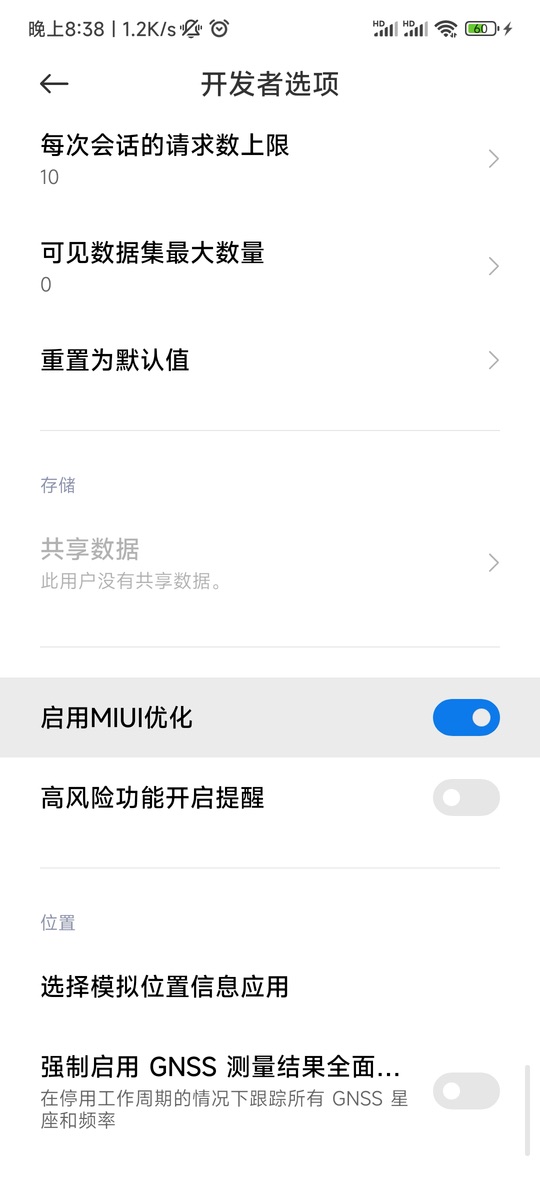 晚上8:38 | 1.2K/s HD HD 60
开发者选项
每次会话的请求数上限
10
可见数据集最大数量
0
重置为默认值
存储
共享数据
此用户没有共享数据。
启用MIUI优化
高风险功能开启提醒
位置
选择模拟位置信息应用
强制启用 GNSS 测量结果全面...
在停用工作周期的情况下跟踪所有 GNSS 星
座和频率